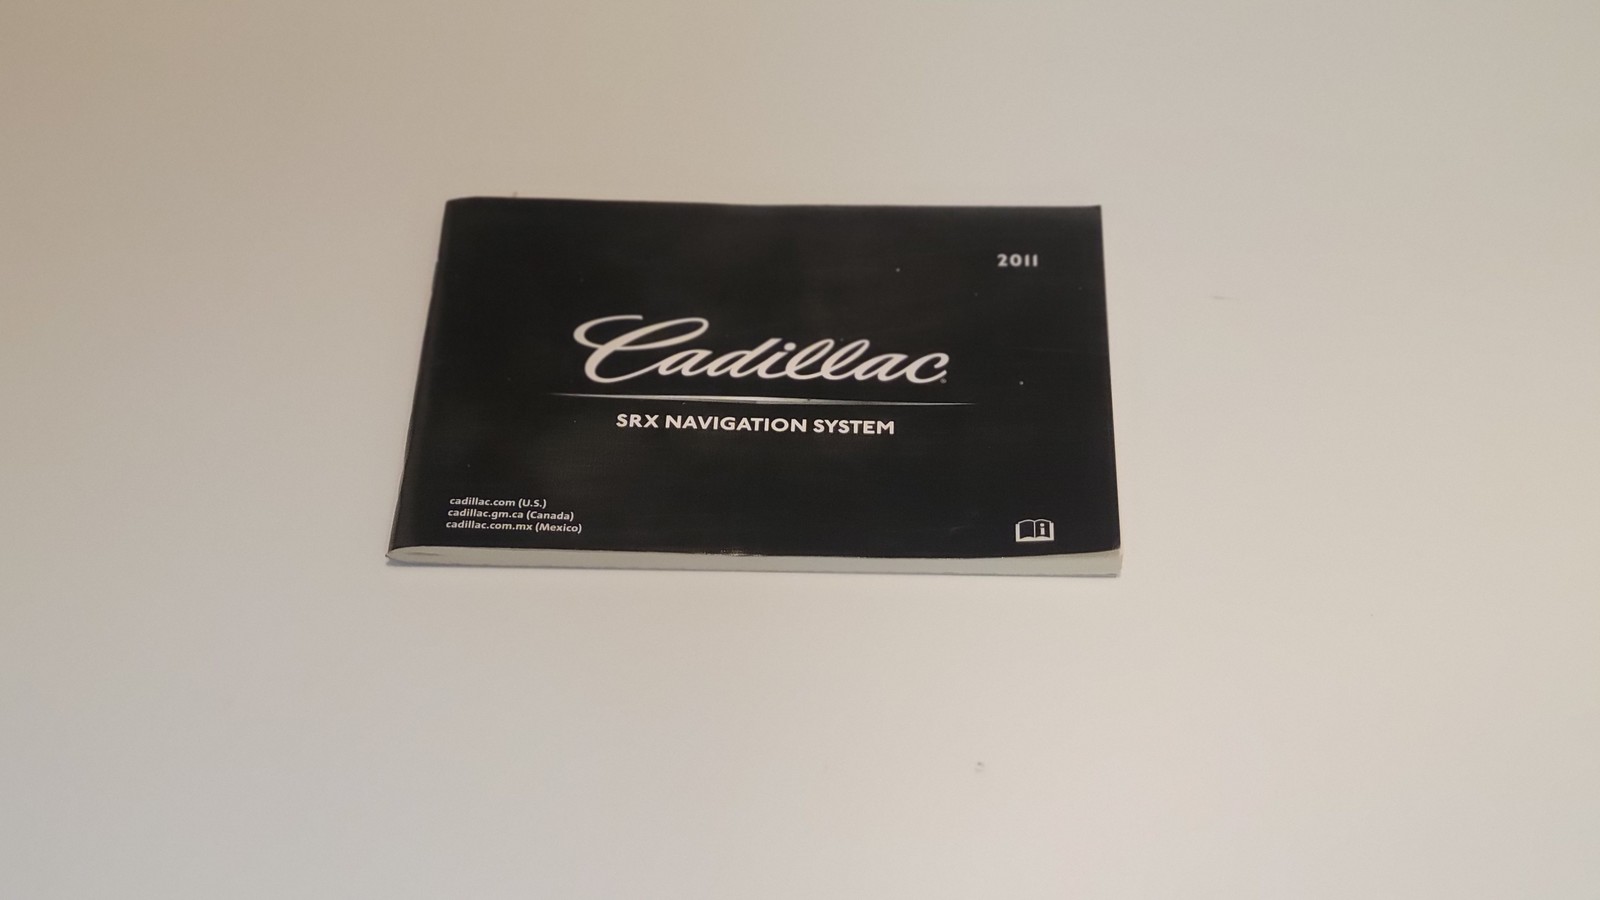 2011
Cadillac
SRX NAVIGATION SYSTEM
cadillac.com (U.S.)
cadillac.gm.ca (Canada)
cadillac.com.mx (Mexico)
i